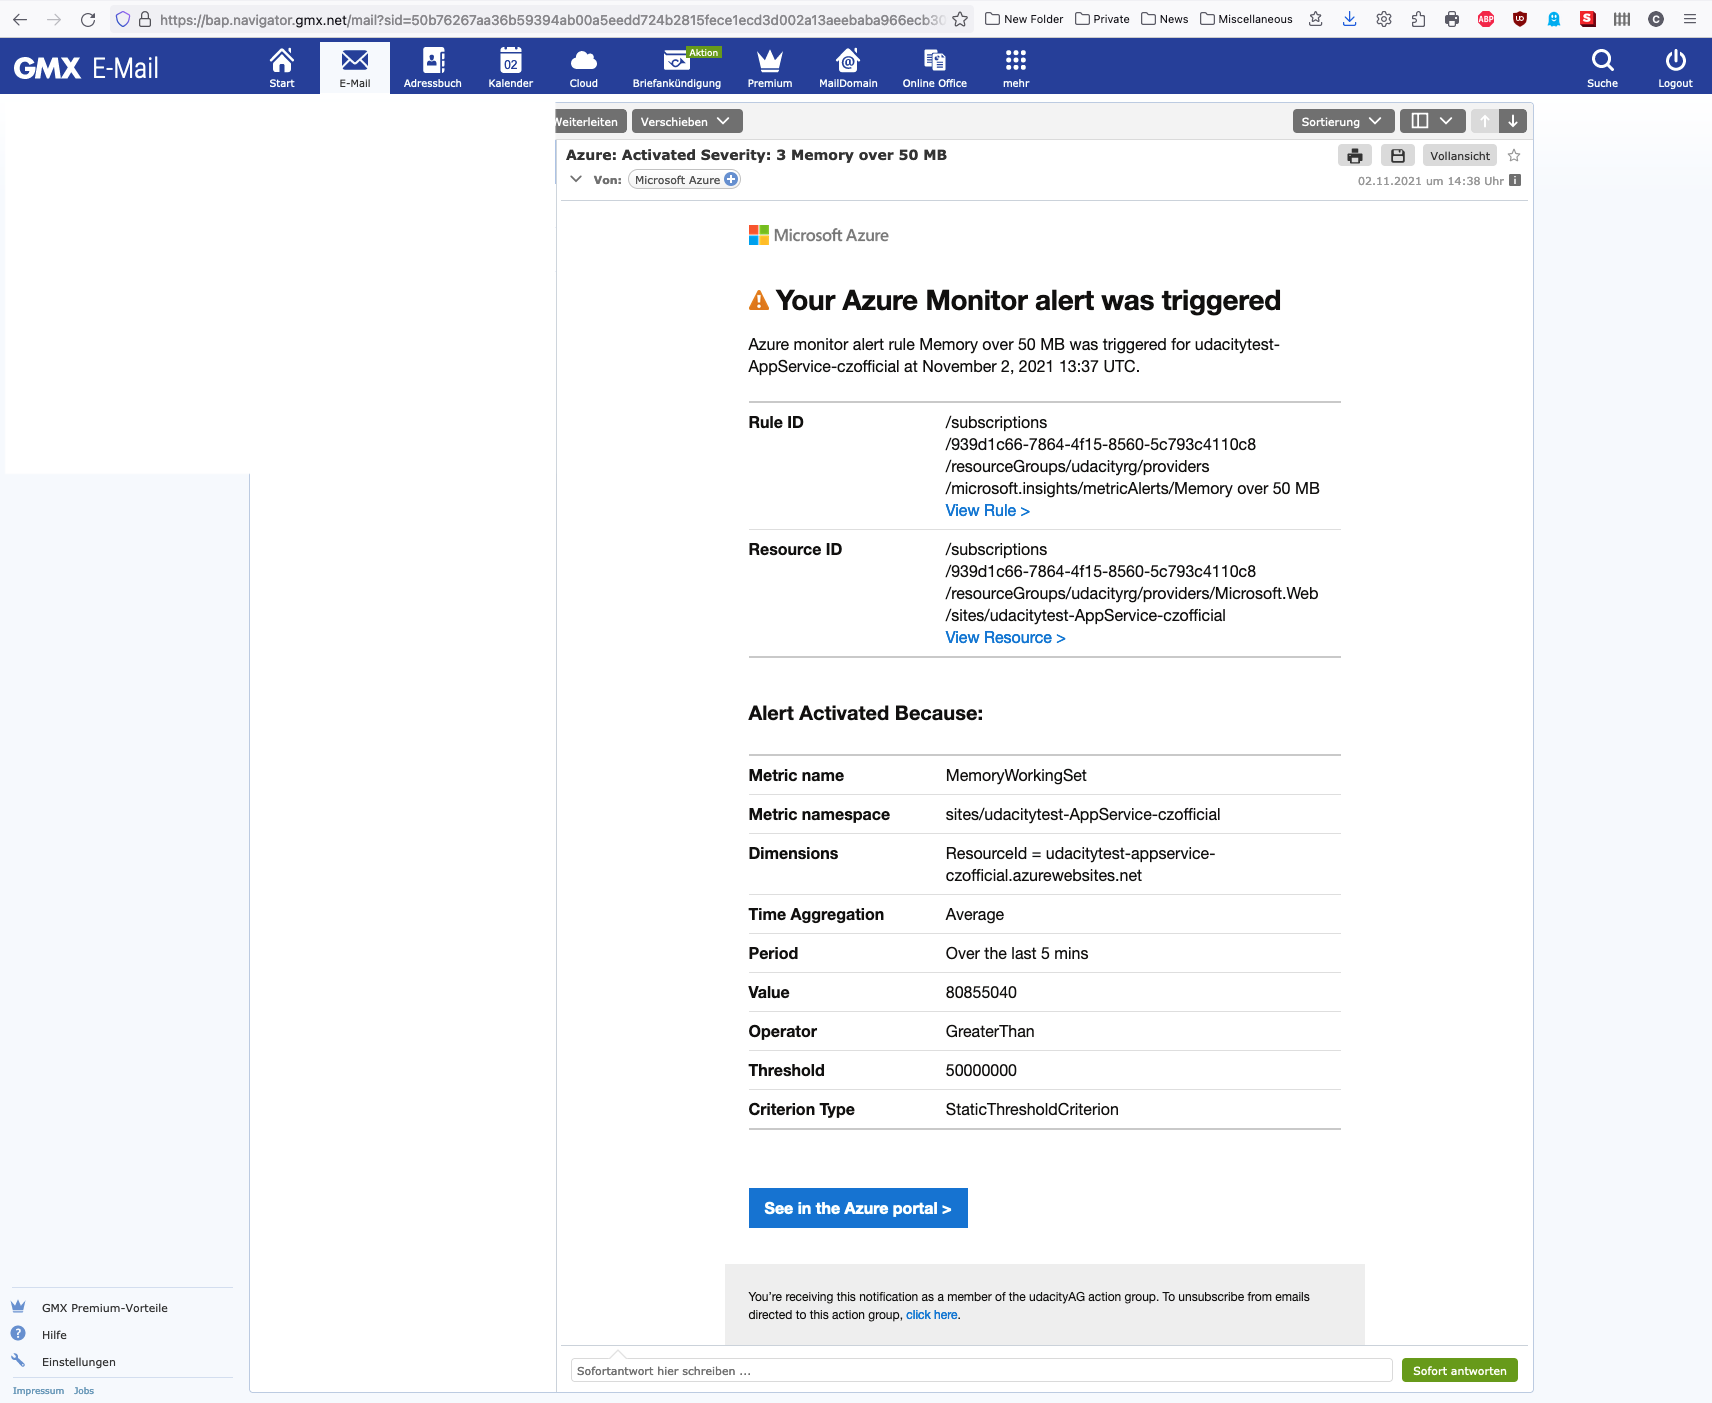 https://bap.navigator.gmx.net/mail?sid=50b76267aa36b59394ab00a5eedd724b2815fece1ecd3d002a13aeebaba966ecb30
New Folder
Private
News
Miscellaneous
ABP
S
C
GMX E-Mail
Start
E-Mail
Adressbuch
02
Kalender
Cloud
Aktion
Briefankündigung
Premium
MailDomain
Online Office
mehr
Suche
Logout
Weiterleiten
Verschieben
Sortierung
Azure: Activated Severity: 3 Memory over 50 MB
Vollansicht
Von: Microsoft Azure
02.11.2021 um 14:38 Uhr
Microsoft Azure
Your Azure Monitor alert was triggered
Azure monitor alert rule Memory over 50 MB was triggered for udacitytest-
AppService-czofficial at November 2, 2021 13:37 UTC.
Rule ID
/subscriptions
/939d1c66-7864-4f15-8560-5c793c4110c8
/resourceGroups/udacityrg/providers
/microsoft.insights/metricAlerts/Memory over 50 MB
View Rule >
Resource ID
/subscriptions
/939d1c66-7864-4f15-8560-5c793c4110c8
/resourceGroups/udacityrg/providers/Microsoft.Web
/sites/udacitytest-AppService-czofficial
View Resource >
Alert Activated Because:
Metric name MemoryWorkingSet
Metric namespace sites/udacitytest-AppService-czofficial
Dimensions ResourceId = udacitytest-appservice-
czofficial.azurewebsites.net
Time Aggregation Average
Period Over the last 5 mins
Value 80855040
Operator GreaterThan
Threshold 50000000
Criterion Type StaticThresholdCriterion
See in the Azure portal >
You're receiving this notification as a member of the udacityAG action group. To unsubscribe from emails
directed to this action group, click here.
Sofortantwort hier schreiben ...
Sofort antworten
GMX Premium-Vorteile
Hilfe
Einstellungen
Impressum Jobs